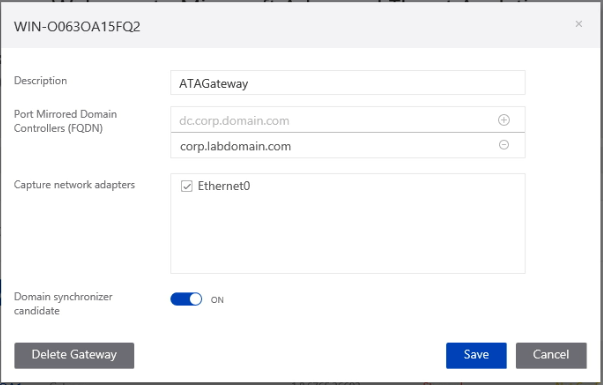 WIN-O063OA15FQ2
Description
ATAGateway
Port Mirrored Domain
Controllers (FQDN)
dc.corp.domain.com
corp.labdomain.com
Capture network adapters
Ethernet0
Domain synchronizer
candidate
ON
Delete Gateway
Save
Cancel